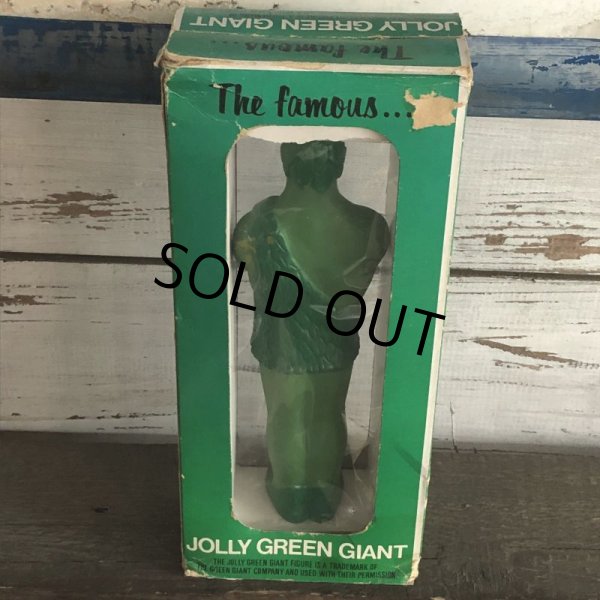 JOLLY GREEN GIANT
The famous...
The famous...
SOLD OUT
JOLLY GREEN GIANT
THE JOLLY GREEN GIANT FIGURE IS A TRADEMARK OF
THE GREEN GIANT COMPANY AND USED WITH THEIR PERMISSION